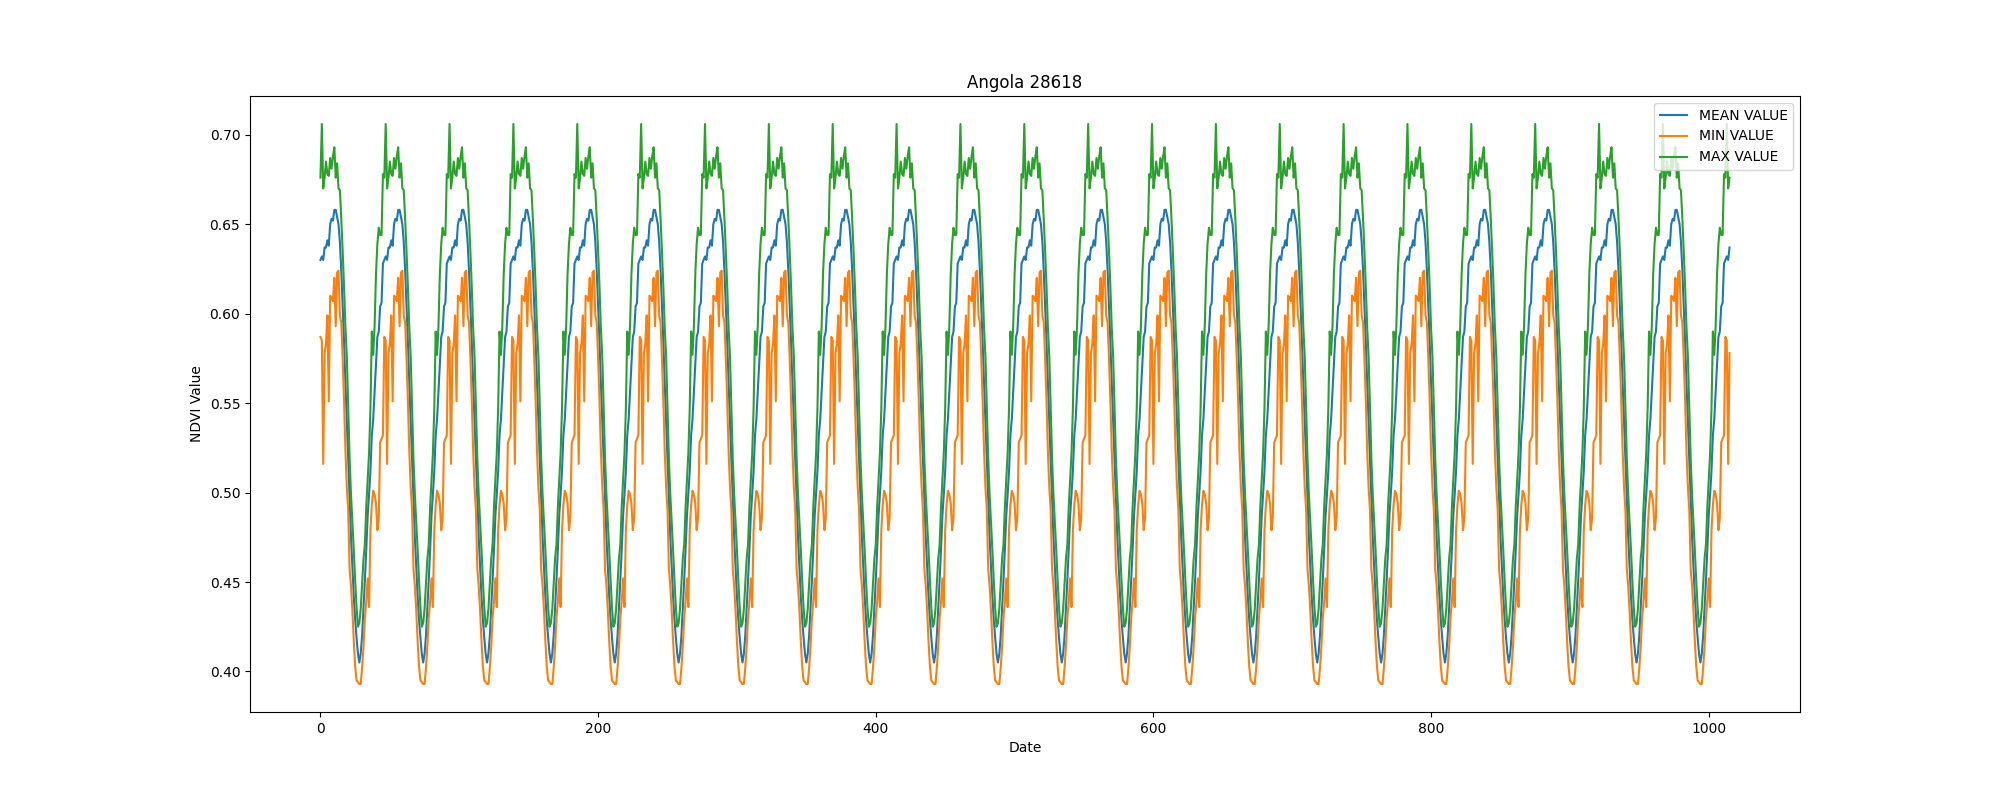 Angola 28618
MEAN VALUE
MIN VALUE
MAX VALUE
0.70
0.65
0.60
0.55
0.50
0.45
0.40
NDVI Value
0 200 400 600 800 1000
Date